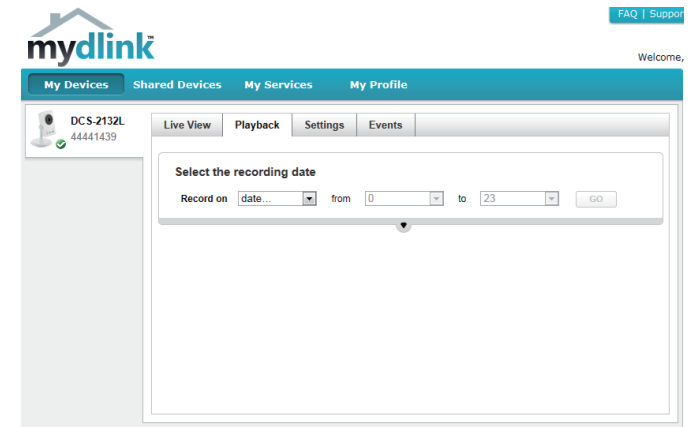 FAQ | Suppor
mydlink
Welcome,
My Devices Shared Devices My Services My Profile
DCS-2132L
44441439
Live View Playback Settings Events
Select the recording date
Record on date... from 0 to 23 GO